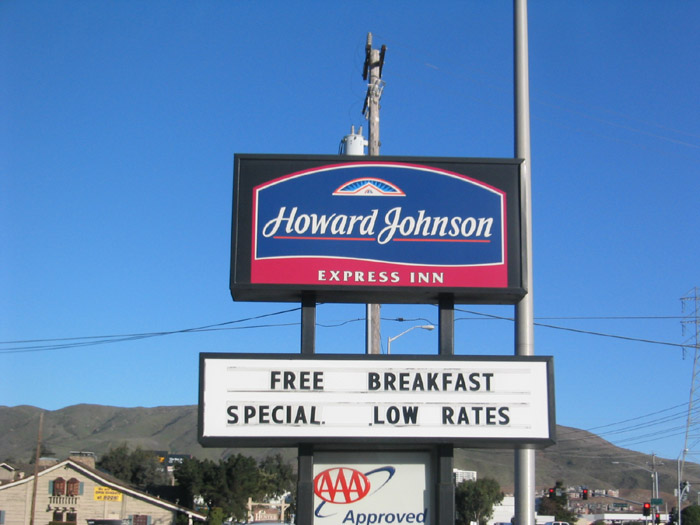 Howard Johnson
EXPRESS INN
FREE BREAKFAST
SPECIAL. .LOW RATES
AAA
Approved